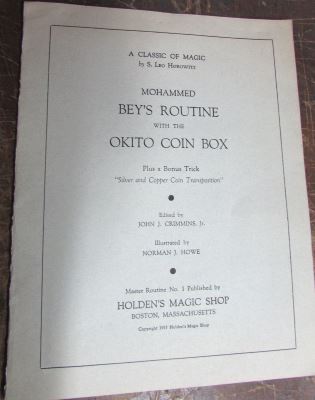 A CLASSIC OF MAGIC
by S. LEO HOROWITZ
MOHAMMED
BEY'S ROUTINE
WITH THE
OKITO COIN BOX
Plus a Bonus Trick
"Silver and Copper Coin Transposition"
Edited by
JOHN J. CRIMMINS, Jr.
Illustrated by
NORMAN J. HOWE
Master Routine No. 1 Published by
HOLDEN'S MAGIC SHOP
BOSTON, MASSACHUSETTS
Copyright 1957 Holden's Magic Shop